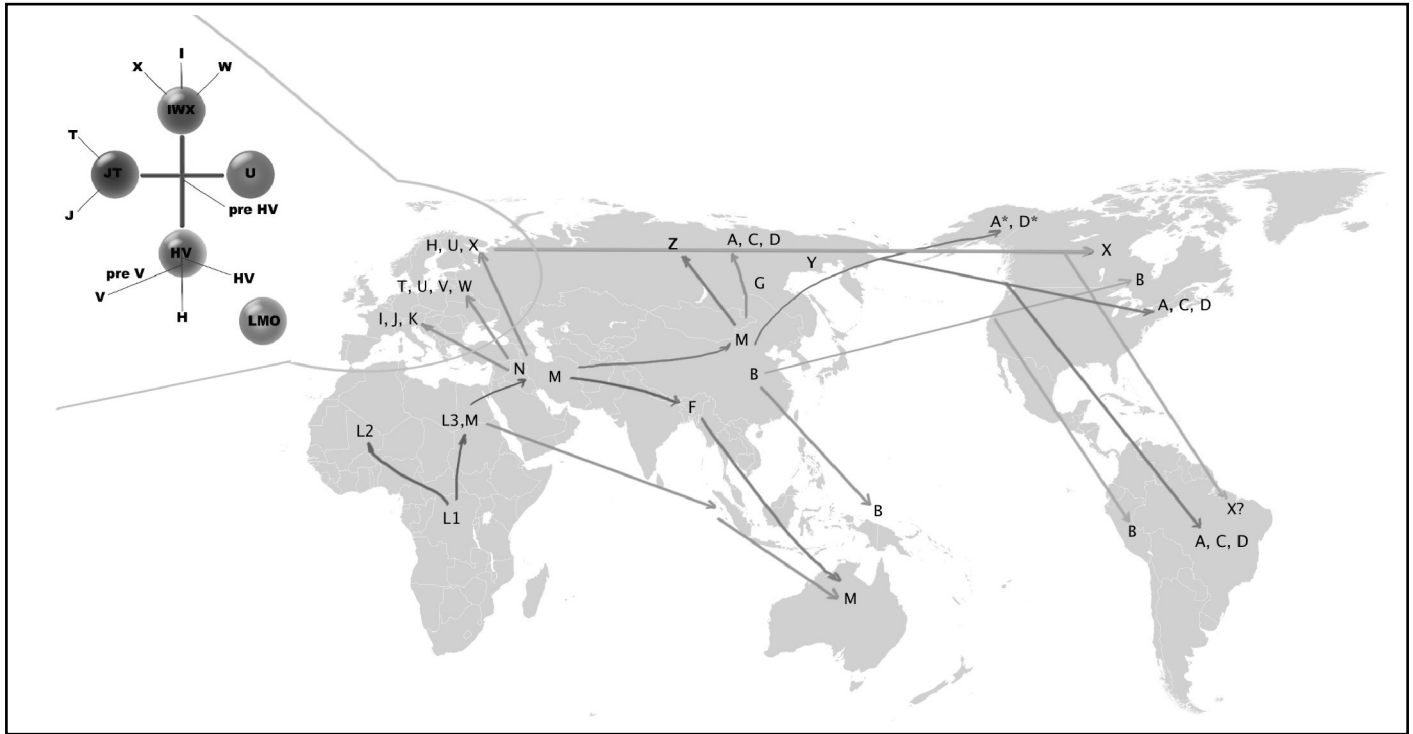 I
X
W
IWX
T
JT
U
J
pre HV
HV
pre V
HV
V
H
LMO
A*, D*
H, U, X
Z
A, C, D
X
Y
G
B
T, U, V, W
A, C, D
I, J, K
M
N
M
B
F
L3,M
L2
L1
B
X?
B
A, C, D
M